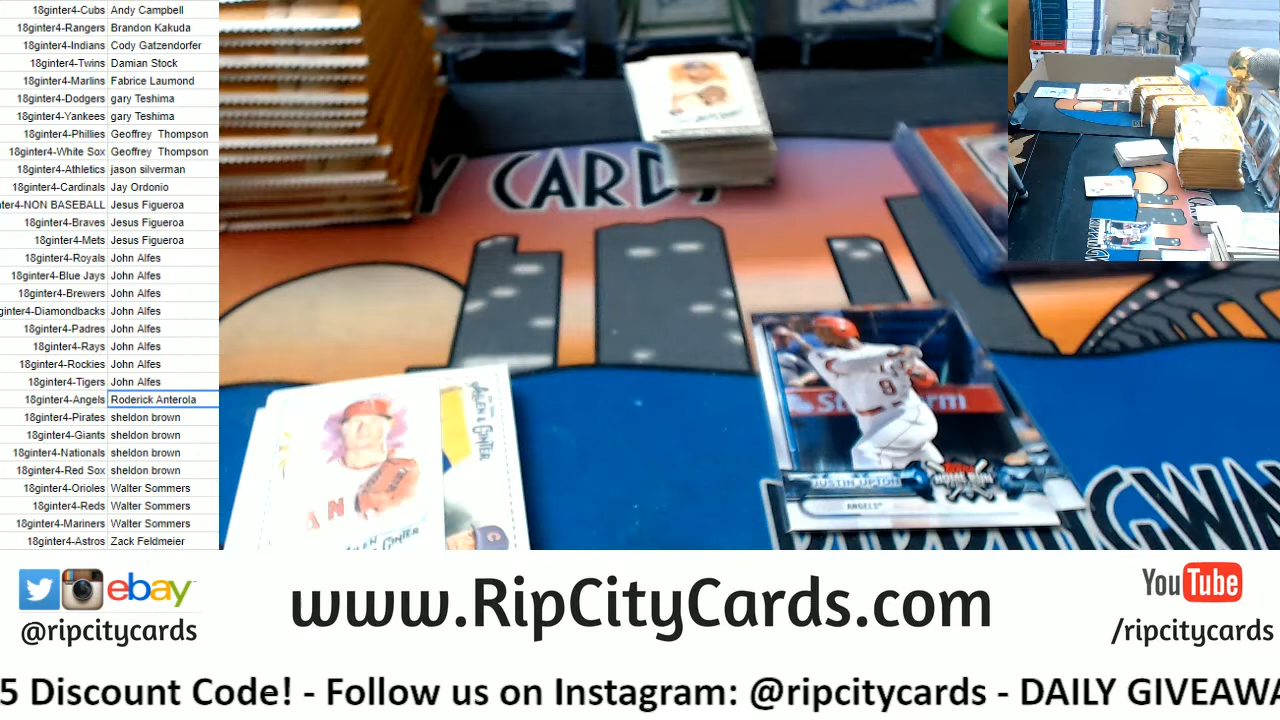 18ginter4-Cubs Andy Campbell
18ginter4-Rangers Brandon Kakuda
18ginter4-Indians Cody Gatzendorfer
18ginter4-Twins Damian Stock
18ginter4-Marlins Fabrice Laumond
18ginter4-Dodgers gary Teshima
18ginter4-Yankees gary Teshima
18ginter4-Phillies Geoffrey Thompson
18ginter4-White Sox Geoffrey Thompson
18ginter4-Athletics jason silverman
18ginter4-Cardinals Jay Ordonio
nter4-NON BASEBALL Jesus Figueroa
18ginter4-Braves Jesus Figueroa
18ginter4-Mets Jesus Figueroa
18ginter4-Royals John Alfes
18ginter4-Blue Jays John Alfes
18ginter4-Brewers John Alfes
ginter4-Diamondbacks John Alfes
18ginter4-Padres John Alfes
18ginter4-Rays John Alfes
18ginter4-Rockies John Alfes
18ginter4-Tigers John Alfes
18ginter4-Angels Roderick Anterola
18ginter4-Pirates sheldon brown
18ginter4-Giants sheldon brown
18ginter4-Nationals sheldon brown
18ginter4-Red Sox sheldon brown
18ginter4-Orioles Walter Sommers
18ginter4-Reds Walter Sommers
18ginter4-Mariners Walter Sommers
18ginter4-Astros Zack Feldmeier
Y CARDS
ALLEN & GINTER
ALLEN & GINTER
JUSTIN UPTON
ANGELS
8
ebay
@ripcitycards
www.RipCityCards.com
YouTube
/ripcitycards
5 Discount Code! - Follow us on Instagram: @ripcitycards - DAILY GIVEAWA